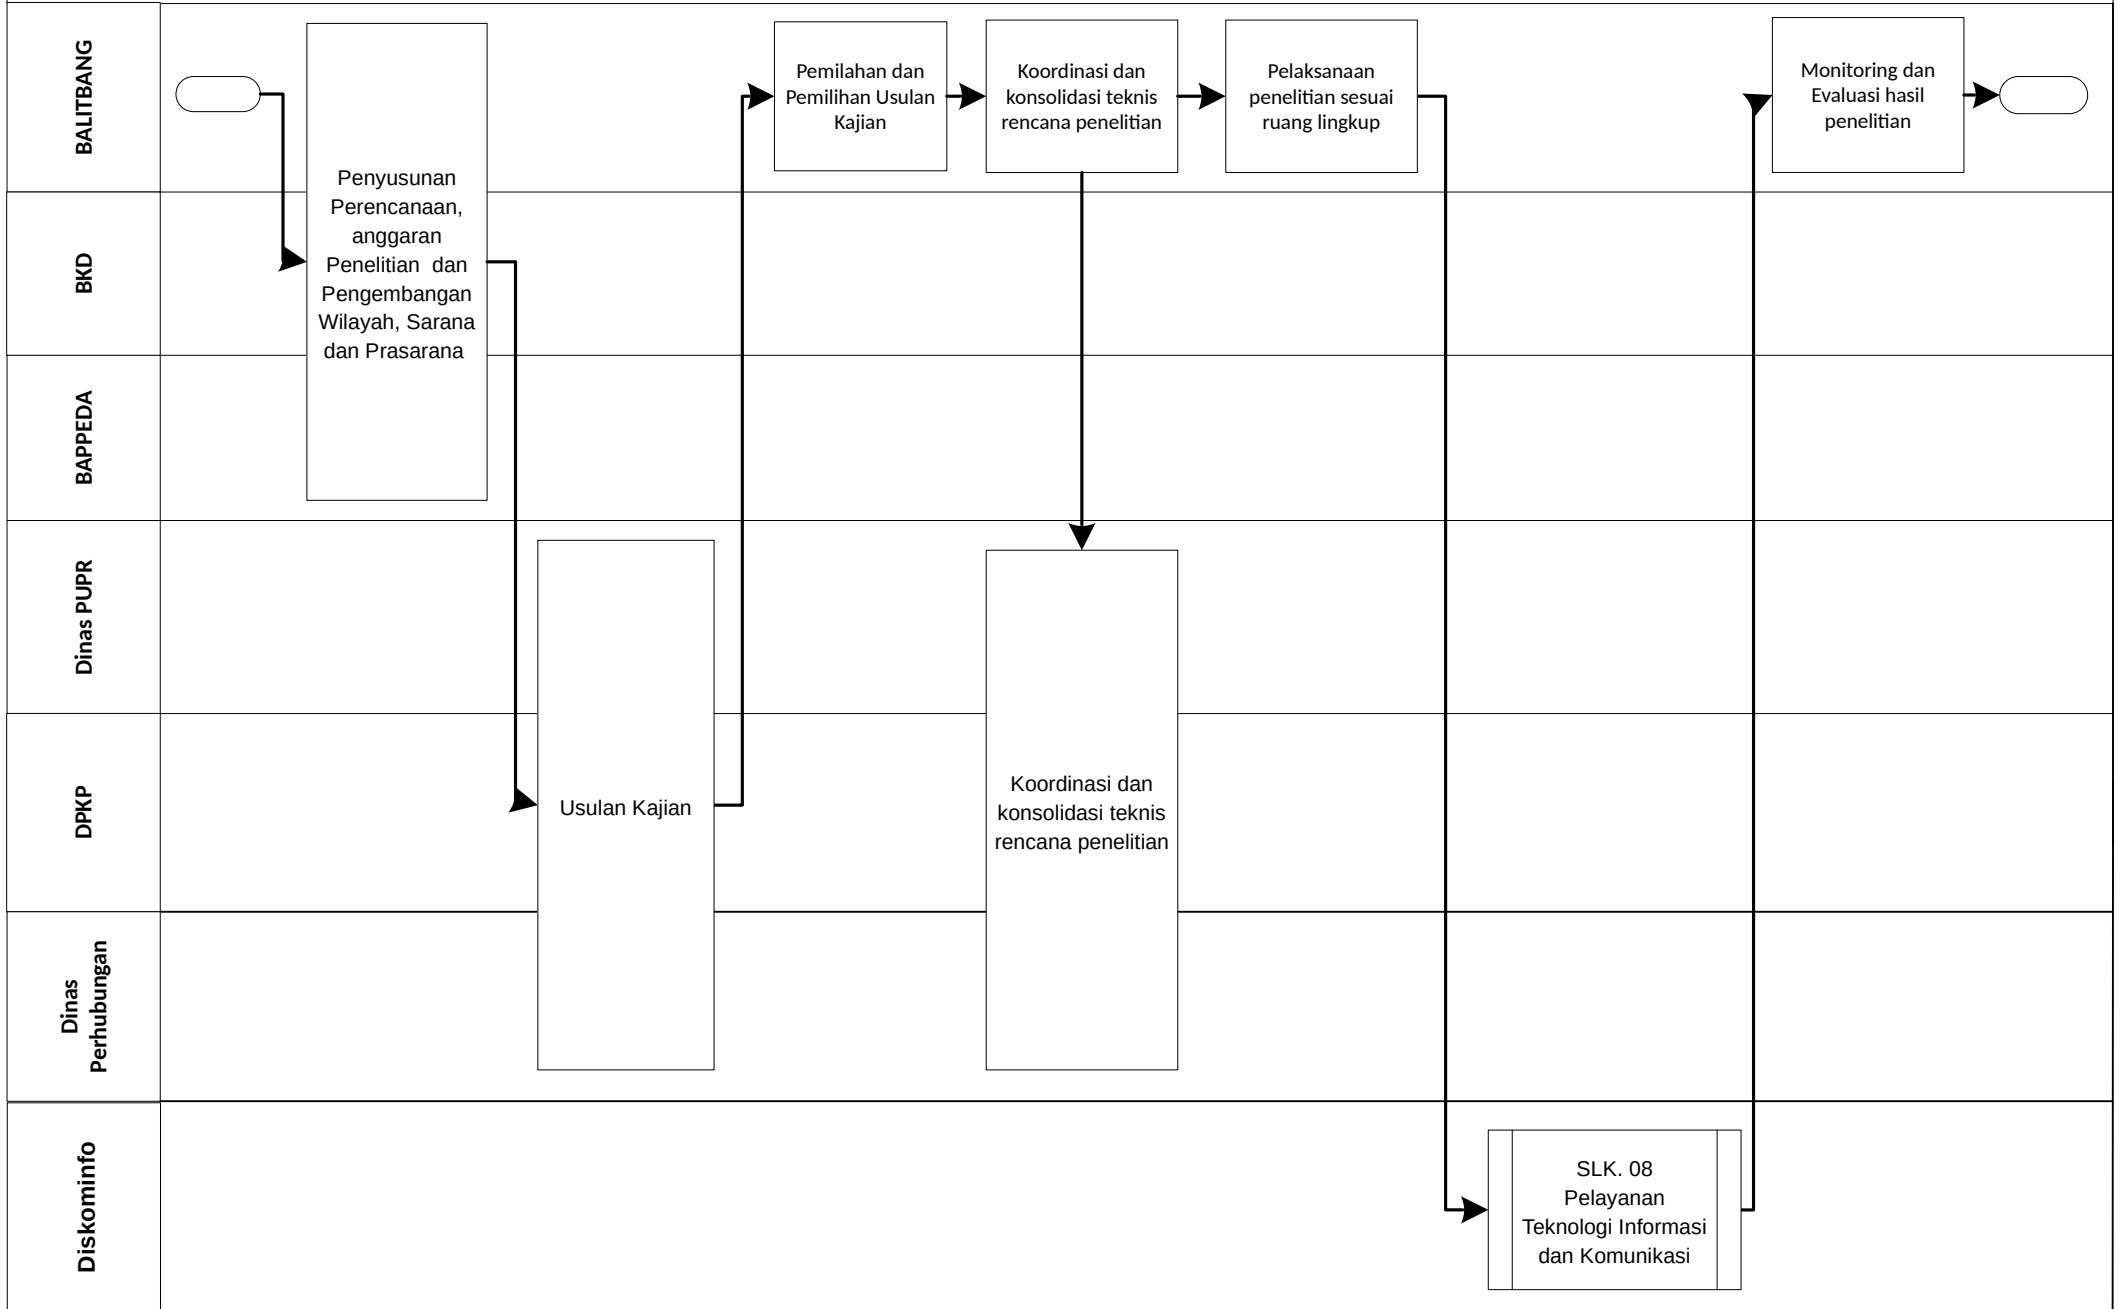 BALITBANG
BKD
BAPPEDA
Dinas PUPR
DPKP
Dinas
Perhubungan
Diskominfo
Penyusunan
Perencanaan,
anggaran
Penelitian  dan
Pengembangan
Wilayah, Sarana
dan Prasarana
Usulan Kajian
Pemilahan dan
Pemilihan Usulan
Kajian
Koordinasi dan
konsolidasi teknis
rencana penelitian
Koordinasi dan
konsolidasi teknis
rencana penelitian
Pelaksanaan
penelitian sesuai
ruang lingkup
SLK. 08
Pelayanan
Teknologi Informasi
dan Komunikasi
Monitoring dan
Evaluasi hasil
penelitian